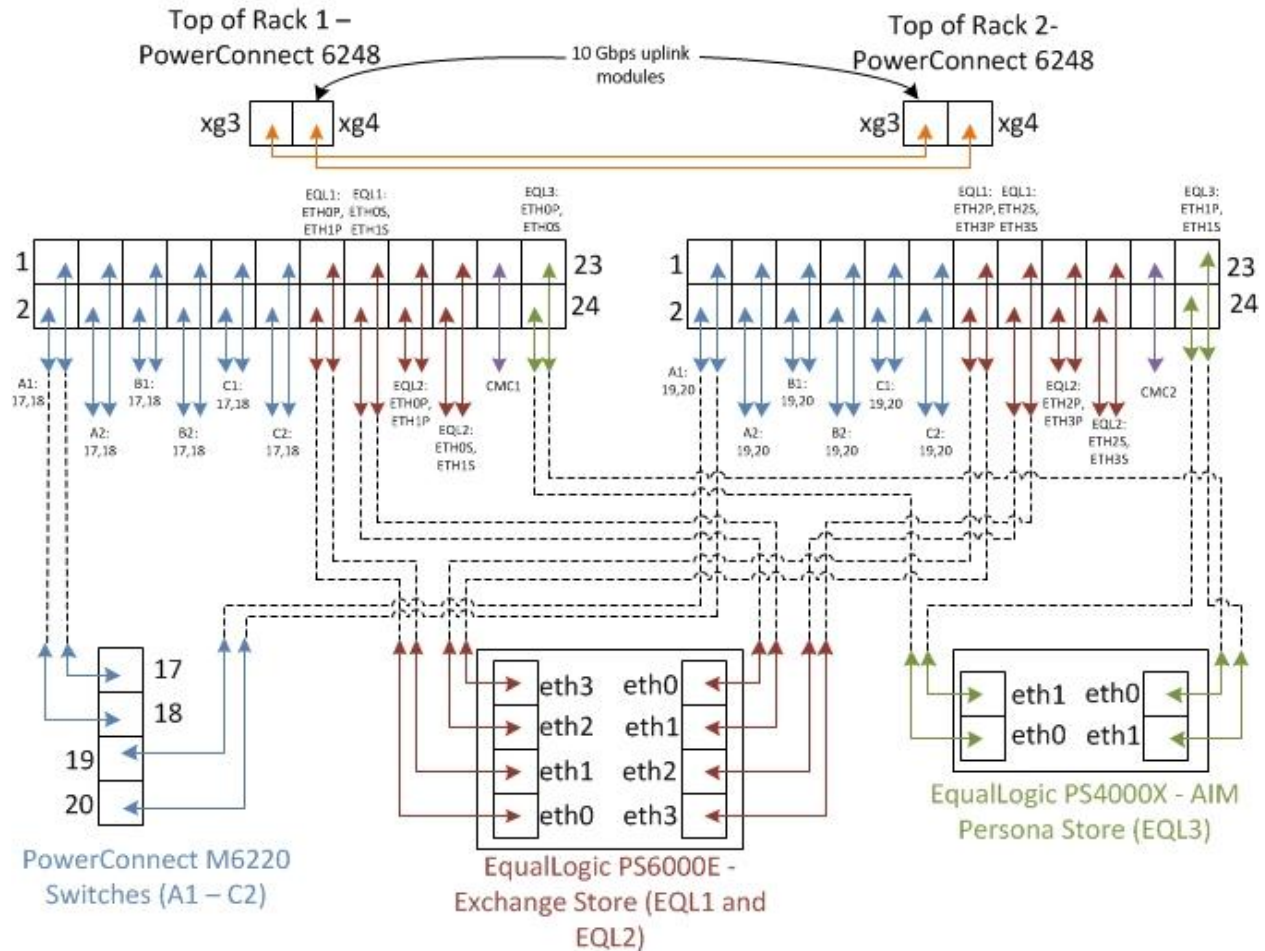 Top of Rack 1 –
PowerConnect 6248
10 Gbps uplink
modules
Top of Rack 2-
PowerConnect 6248
xg3
xg4
xg3
xg4
EQL1:
ETH0P,
ETH1P
EQL1:
ETH0S,
ETH1S
EQL3:
ETH0P,
ETH0S
EQL1:
ETH2P,
ETH3P
EQL1:
ETH2S,
ETH3S
EQL3:
ETH1P,
ETH1S
1
23
2
24
1
23
2
24
A1:
17,18
A2:
17,18
B1:
17,18
B2:
17,18
C1:
17,18
C2:
17,18
EQL2:
ETH0P,
ETH1P
EQL2:
ETH0S,
ETH1S
CMC1
A1:
19,20
A2:
19,20
B1:
19,20
B2:
19,20
C1:
19,20
C2:
19,20
EQL2:
ETH2P,
ETH3P
EQL2:
ETH2S,
ETH3S
CMC2
17
18
19
20
PowerConnect M6220
Switches (A1 – C2)
eth3 eth0
eth2 eth1
eth1 eth2
eth0 eth3
EqualLogic PS6000E -
Exchange Store (EQL1 and
EQL2)
eth1 eth0
eth0 eth1
EqualLogic PS4000X - AIM
Persona Store (EQL3)